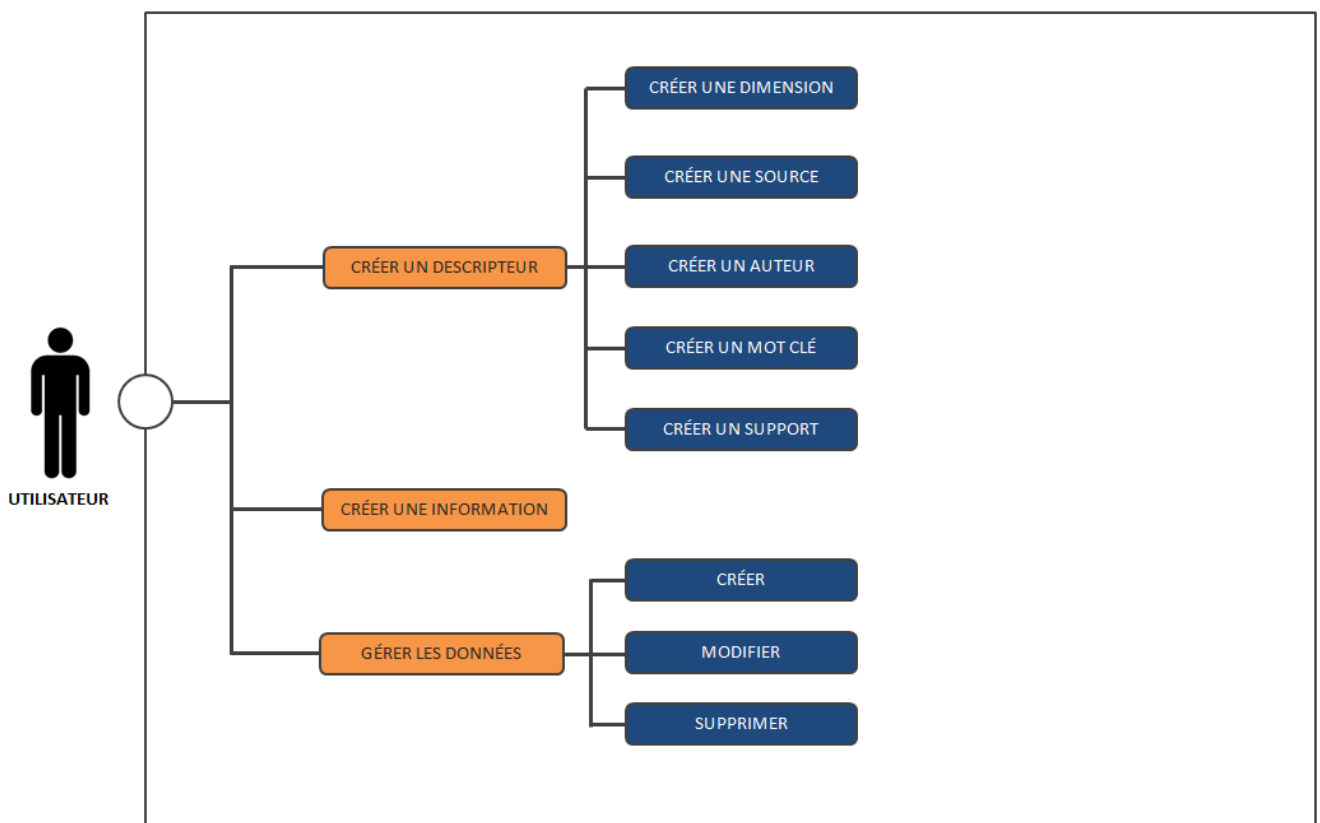 CRÉER UNE DIMENSION
CRÉER UNE SOURCE
CRÉER UN DESCRIPTEUR
CRÉER UN AUTEUR
CRÉER UN MOT CLÉ
CRÉER UN SUPPORT
UTILISATEUR
CRÉER UNE INFORMATION
CRÉER
GÉRER LES DONNÉES
MODIFIER
SUPPRIMER